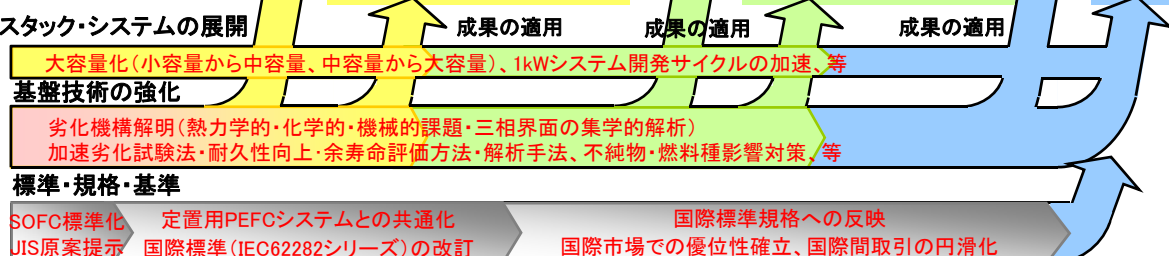 スタック・システムの展開
成果の適用
成果の適用
成果の適用
大容量化(小容量から中容量、中容量から大容量)、1kWシステム開発サイクルの加速、等
基盤技術の強化
劣化機構解明(熱力学的・化学的・機械的課題・三相界面の集学的解析)
加速劣化試験法・耐久性向上・余寿命評価方法・解析手法、不純物・燃料種影響対策、等
標準・規格・基準
SOFC標準化
JIS原案提示
定置用PEFCシステムとの共通化
国際標準(IEC62282シリーズ)の改訂
国際標準規格への反映
国際市場での優位性確立、国際間取引の円滑化